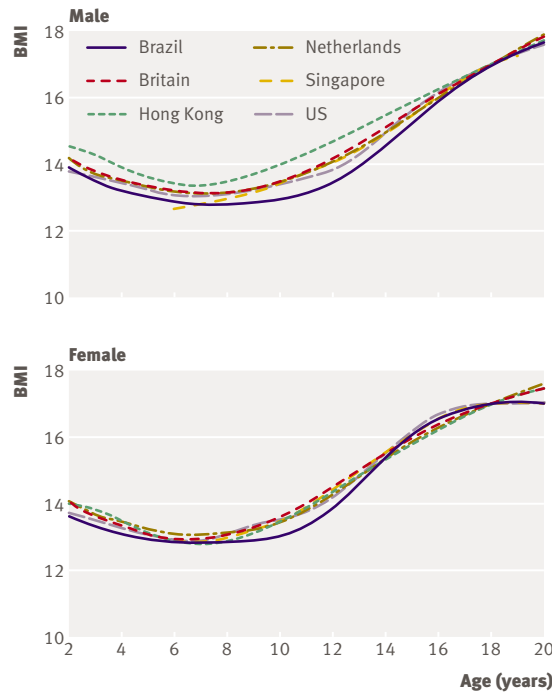 Male
BMI
18
16
14
12
10
Brazil
Netherlands
Britain
Singapore
Hong Kong
US
Female
BMI
18
16
14
12
10
2 4 6 8 10 12 14 16 18 20
Age (years)